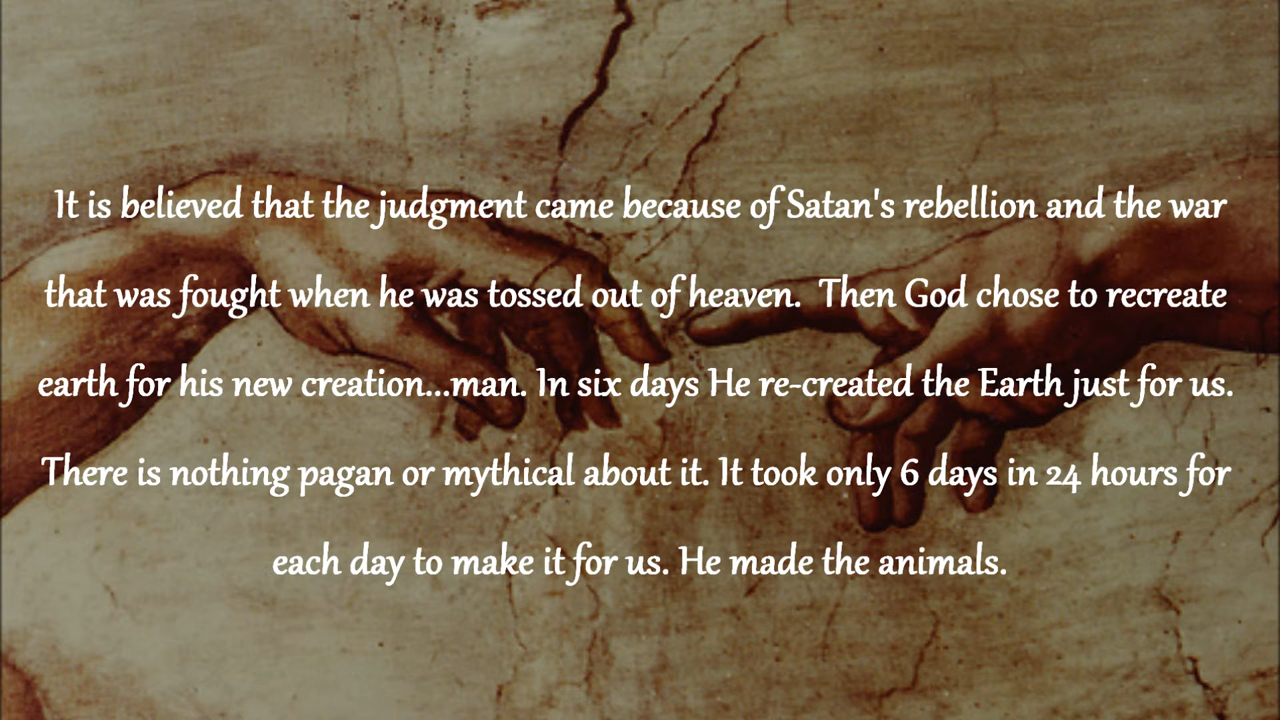 It is believed that the judgment came because of Satan's rebellion and the war
that was fought when he was tossed out of heaven.  Then God chose to recreate
earth for his new creation...man. In six days He re-created the Earth just for us.
There is nothing pagan or mythical about it. It took only 6 days in 24 hours for
each day to make it for us. He made the animals.